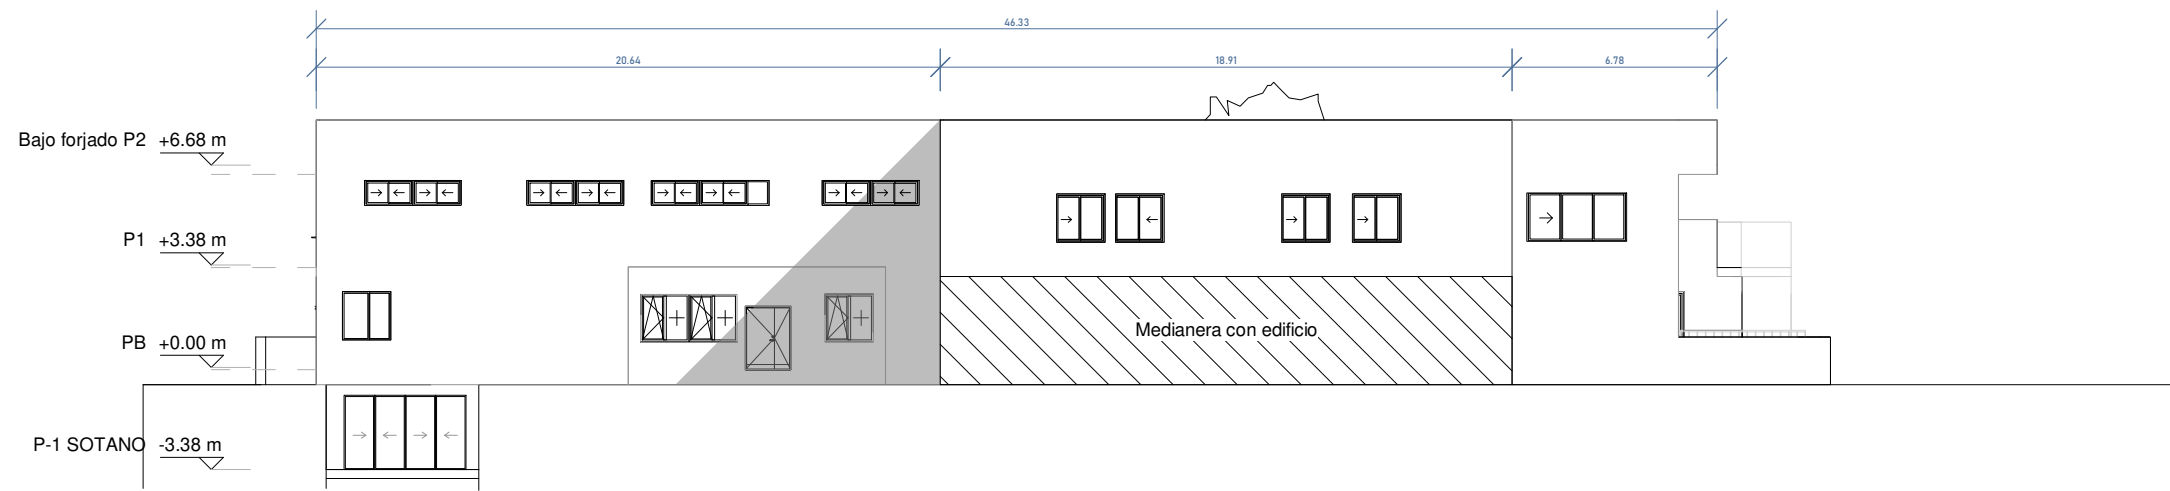 46.33
20.64 18.91 6.78
Bajo forjado P2 +6.68 m
P1 +3.38 m
PB +0.00 m
Medianera con edificio
P-1 SOTANO -3.38 m